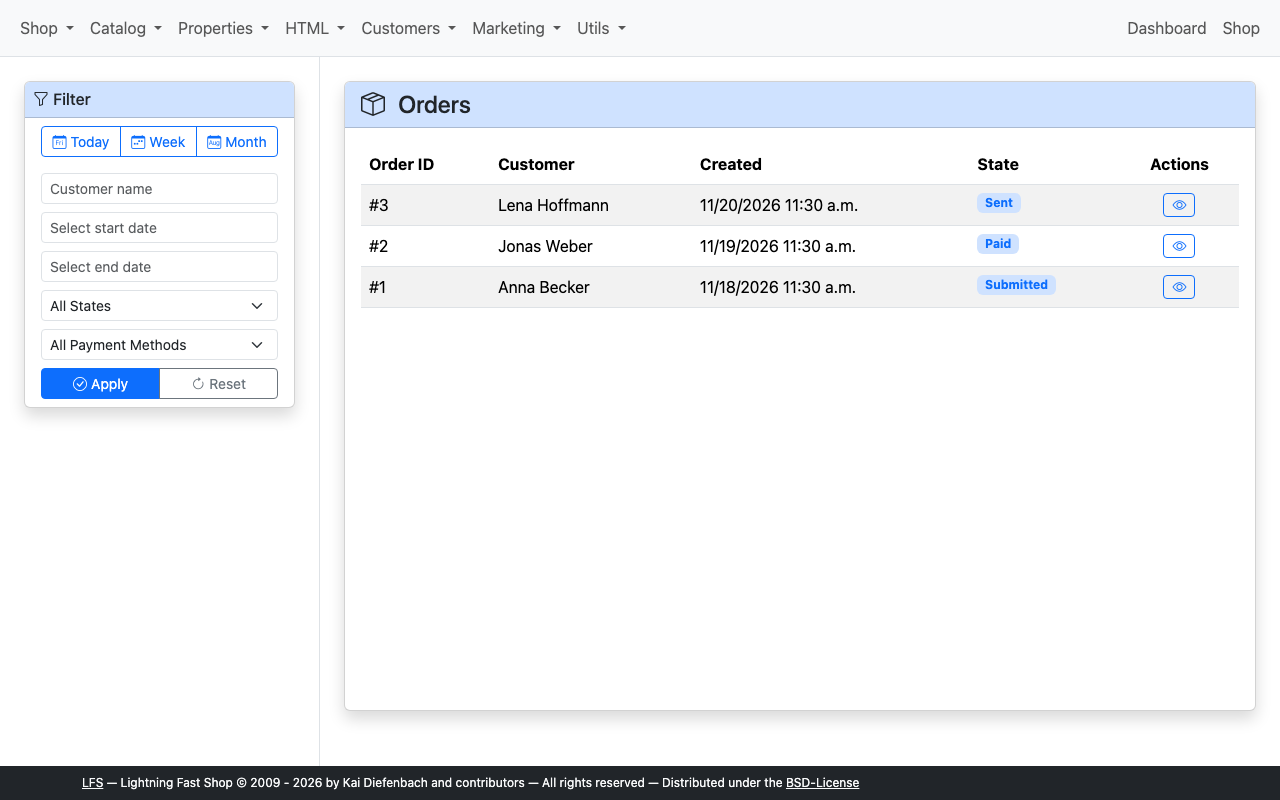 Shop Catalog Properties HTML Customers Marketing Utils Dashboard Shop
Filter
Fri Today Week Aug Month
Customer name
Select start date
Select end date
All States
All Payment Methods
Apply Reset
Orders
Order ID Customer Created State Actions
#3 Lena Hoffmann 11/20/2026 11:30 a.m. Sent
#2 Jonas Weber 11/19/2026 11:30 a.m. Paid
#1 Anna Becker 11/18/2026 11:30 a.m. Submitted
LFS — Lightning Fast Shop © 2009 - 2026 by Kai Diefenbach and contributors — All rights reserved — Distributed under the BSD-License